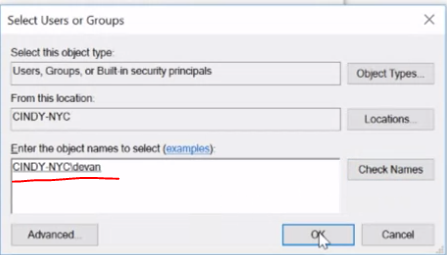 Select Users or Groups
Select this object type:
Users, Groups, or Built-in security principals
Object Types...
From this location:
CINDY-NYC
Locations...
Enter the object names to select (examples):
CINDY-NYC\devan
Check Names
Advanced...
OK
Cancel